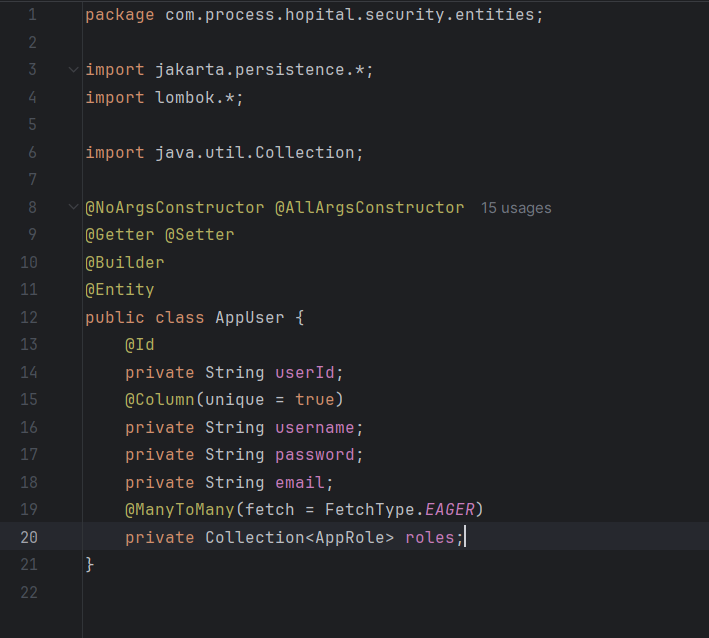 1 package com.process.hopital.security.entities;
2
3 import jakarta.persistence.*;
4 import lombok.*;
5
6 import java.util.Collection;
7
8 @NoArgsConstructor @AllArgsConstructor 15 usages
9 @Getter @Setter
10 @Builder
11 @Entity
12 public class AppUser {
13     @Id
14     private String userId;
15     @Column(unique = true)
16     private String username;
17     private String password;
18     private String email;
19     @ManyToMany(fetch = FetchType.EAGER)
20     private Collection<AppRole> roles;
21 }
22